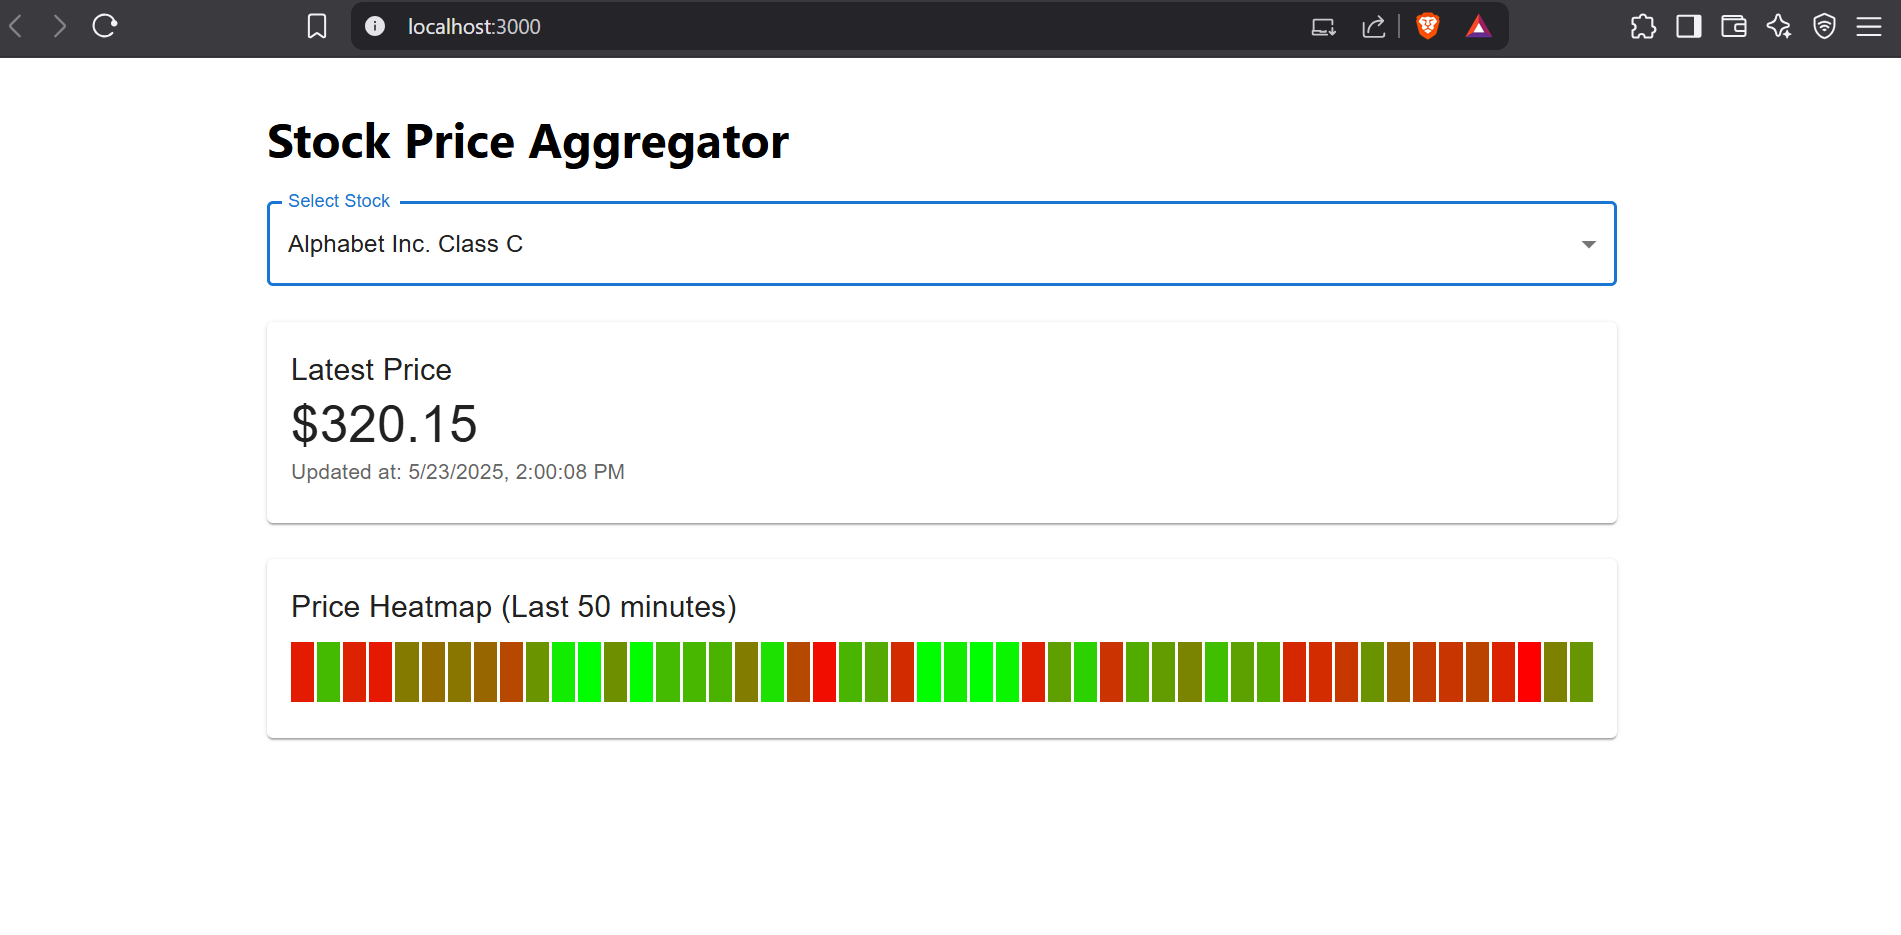 localhost:3000
Stock Price Aggregator
Select Stock
Alphabet Inc. Class C
Latest Price
$320.15
Updated at: 5/23/2025, 2:00:08 PM
Price Heatmap (Last 50 minutes)